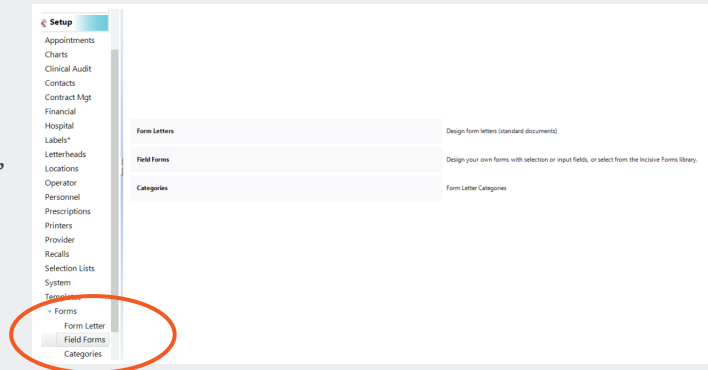 Setup
Appointments
Charts
Clinical Audit
Contacts
Contract Mgt
Financial
Hospital
Labels*
Letterheads
Locations
Operator
Personnel
Prescriptions
Printers
Provider
Recalls
Selection Lists
System
Templates
Forms
Form Letter
Field Forms
Categories
Form Letters Design form letters (standard documents)
Field Forms Design your own forms with selection or input fields, or select from the Incisive Forms library.
Categories Form Letter Categories